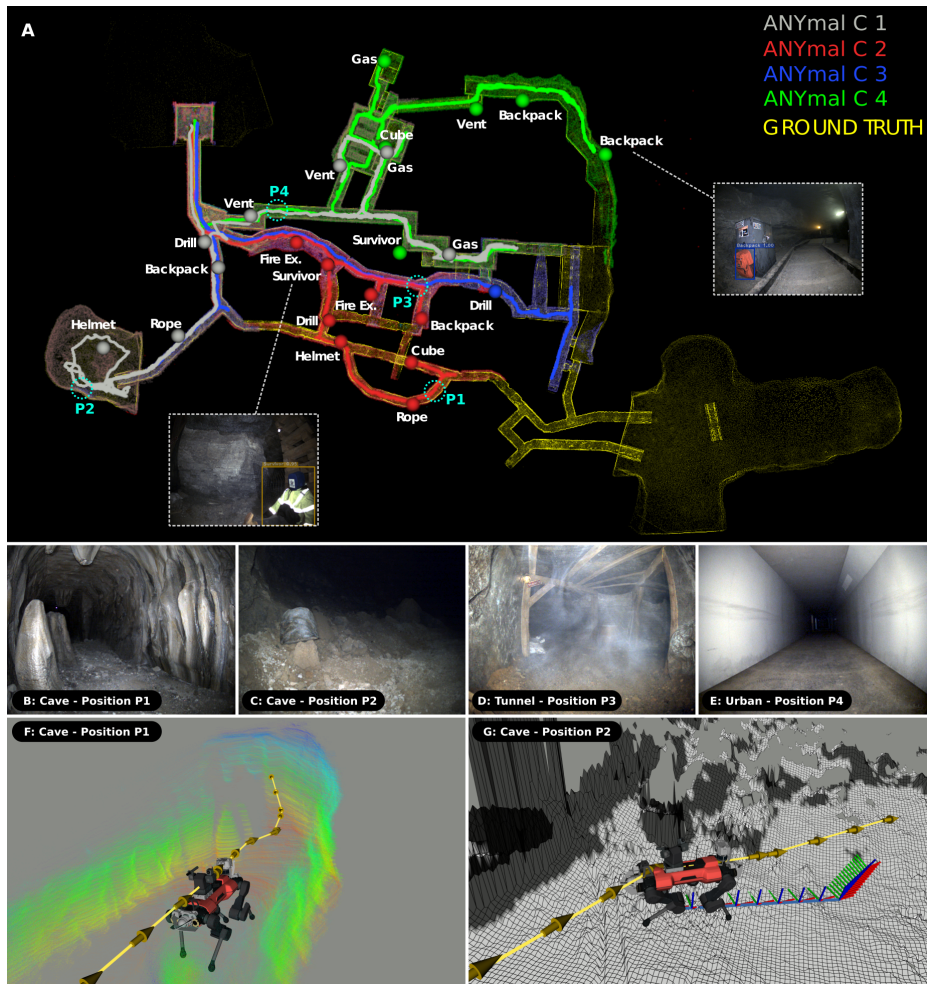 A
ANYmal C 1
ANYmal C 2
ANYmal C 3
ANYmal C 4
GROUND TRUTH
Gas
Vent
Backpack
Cube
Backpack
Vent
Gas
P4
Vent
Drill
Survivor
Gas
Backpack
Fire Ex.
Survivor
P3
Drill
Fire Ex.
Backpack
Helmet
Rope
Drill
Helmet
Cube
P2
P1
Rope
B: Cave - Position P1
C: Cave - Position P2
D: Tunnel - Position P3
E: Urban - Position P4
F: Cave - Position P1
G: Cave - Position P2